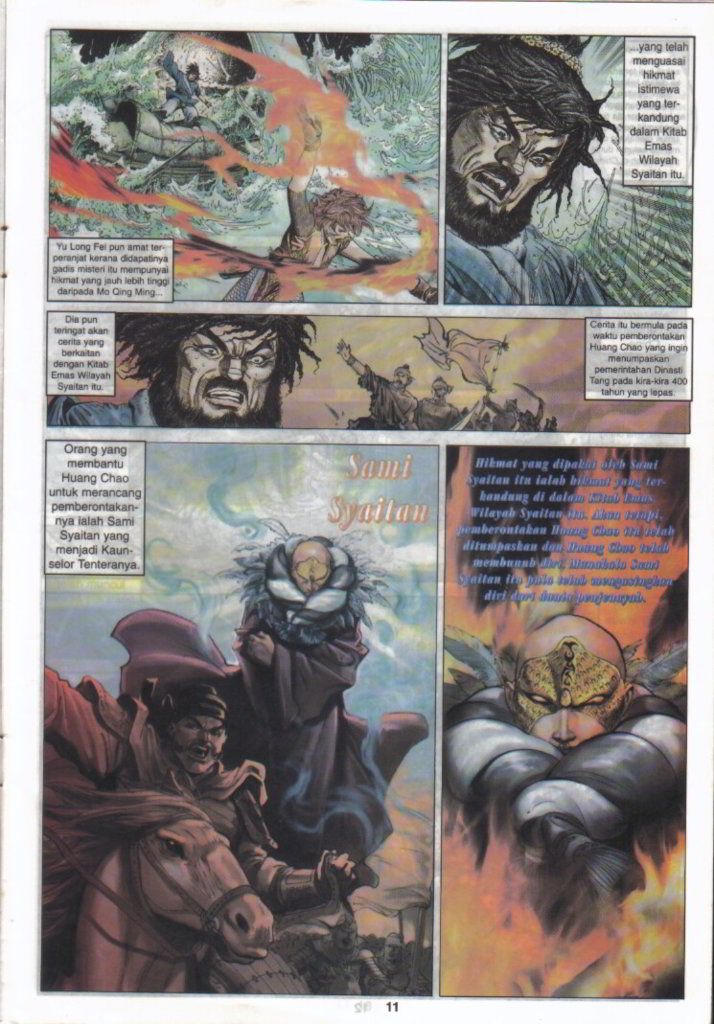 Yu Long Fei pun amat ter-
peranjat kerana didapatinya
gadis misteri itu mempunyai
hikmat yang jauh lebih tinggi
daripada Mo Qing Ming...
...yang telah
menguasai
hikmat
istimewa
yang ter-
kandung
dalam Kitab
Emas
Wilayah
Syaitan itu.
Dia pun
teringat akan
cerita yang
berkaitan
dengan Kitab
Emas Wilayah
Syaitan itu.
Cerita itu bermula pada
waktu pemberontakan
Huang Chao yang ingin
menumpaskan
pemerintahan Dinasti
Tang pada kira-kira 400
tahun yang lepas.
Orang yang
membantu
Huang Chao
untuk merancang
pemberontakan-
nya ialah Sami
Syaitan yang
menjadi Kaun-
selor Tenteranya.
Sami
Syaitan
Hikmat yang dipakai oleh Sami
Syaitan itu ialah hikmat yang ter-
kandung di dalam Kitab Emas
Wilayah Syaitan itu. Akan tetapi,
pemberontakan Huang Chao itu telah
ditumpaskan dan Huang Chao telah
membunuh diri. Manakala Sami
Syaitan itu pula telah mengasingkan
diri dari dunia penjenayah.
11